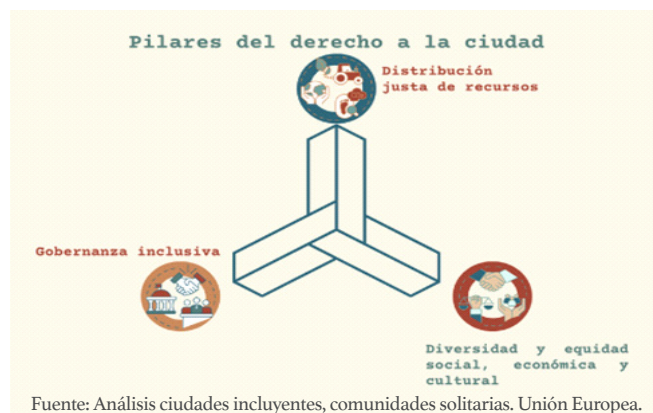 Pilares del derecho a la ciudad
Distribución
justa de recursos
Gobernanza inclusiva
Diversidad y equidad
social, económica y
cultural
Fuente: Análisis ciudades incluyentes, comunidades solitarias. Unión Europea.